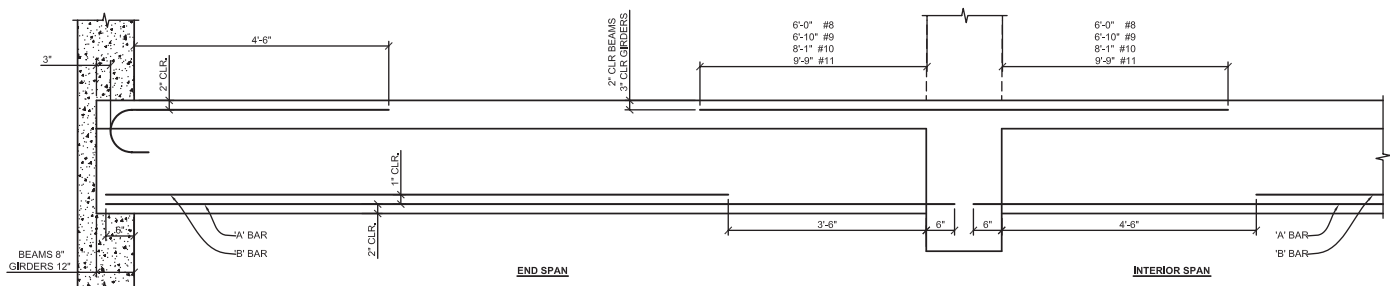 6'-0" #8
6'-10" #9
8'-1" #10
9'-9" #11
6'-0" #8
6'-10" #9
8'-1" #10
9'-9" #11
4'-6"
3"
2" CLR.
2" CLR BEAMS
3" CLR GIRDERS
1" CLR.
6"
'A' BAR
'B' BAR
2" CLR.
3'-6"
6"
6"
4'-6"
'A' BAR
'B' BAR
BEAMS 8"
GIRDERS 12"
END SPAN
INTERIOR SPAN